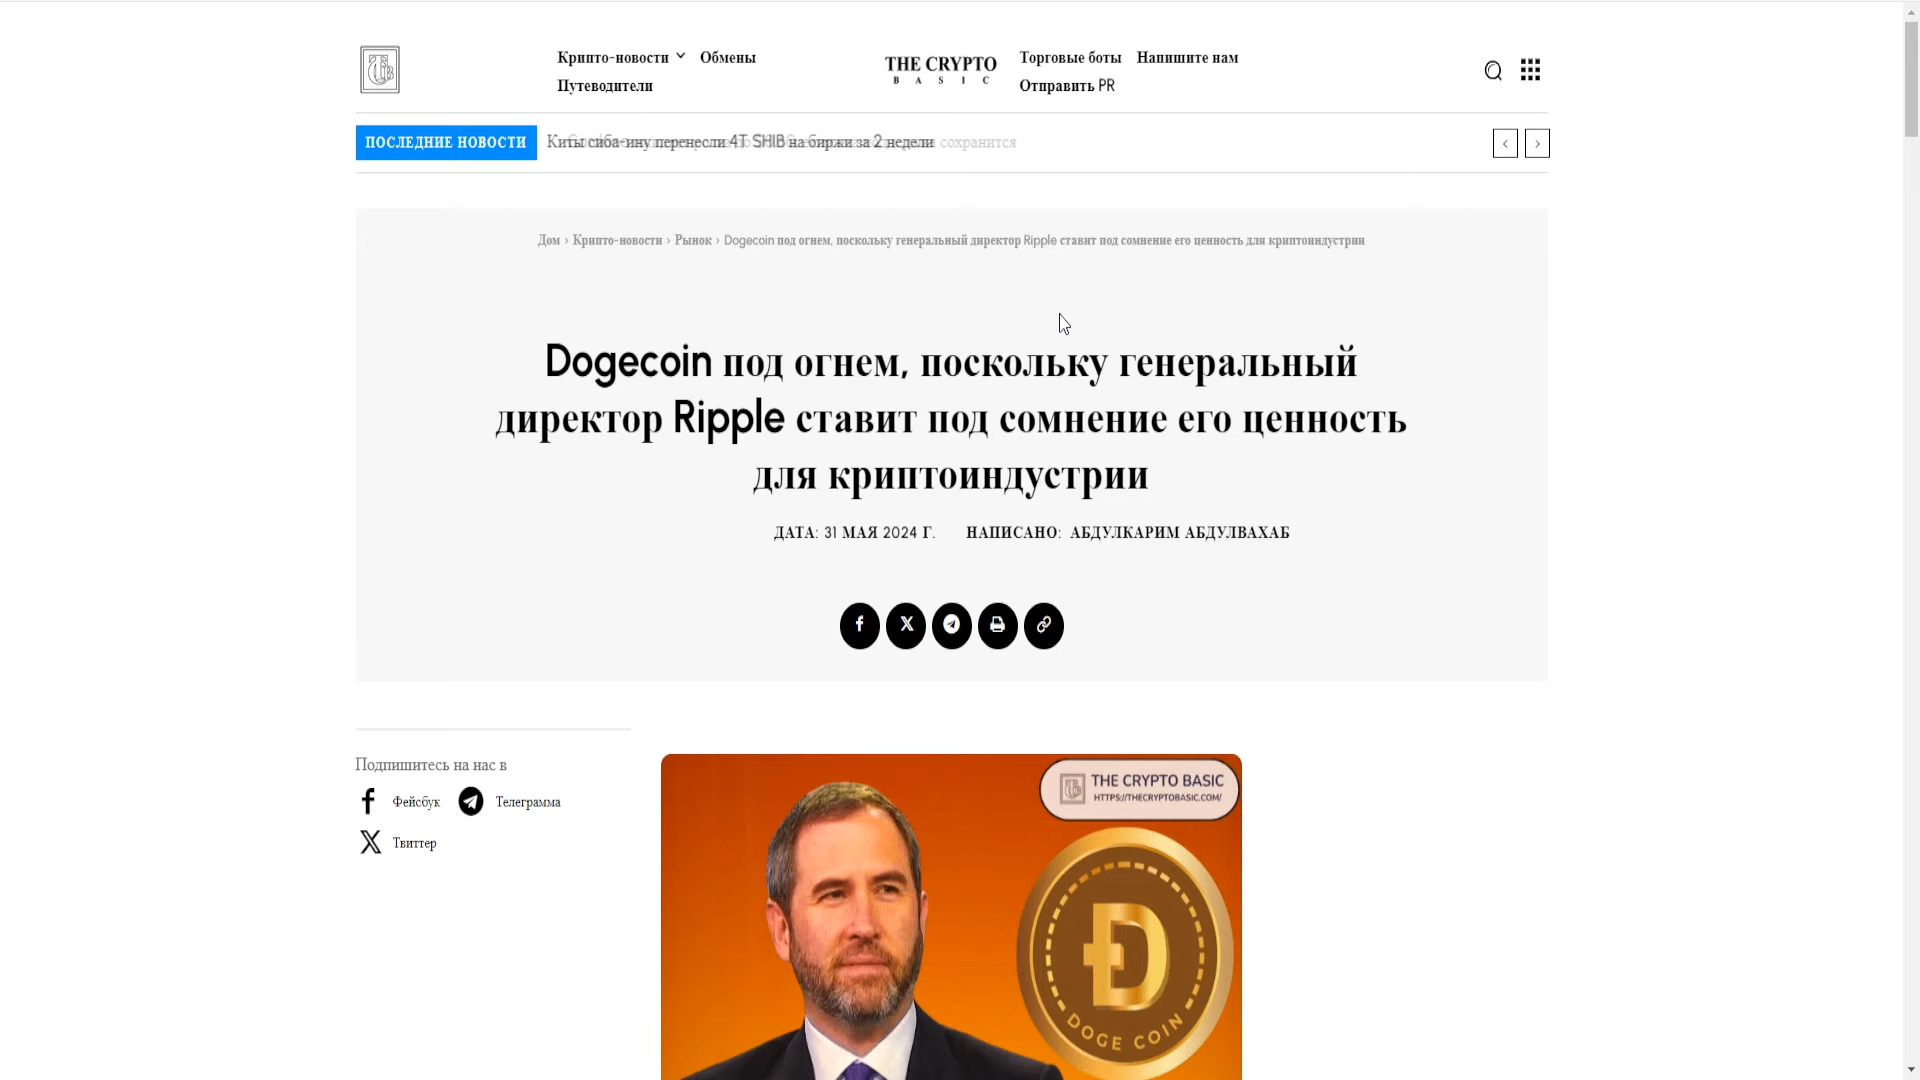 Крипто-новости Обмены
Путеводители
THE CRYPTO
BASIC
Торговые боты Напишите нам
Отправить PR
ПОСЛЕДНИЕ НОВОСТИ
Киты сиба-ину перенесли 4T SHIB на биржи за 2 недели
сохранится
Дом › Крипто-новости › Рынок › Dogecoin под огнем, поскольку генеральный директор Ripple ставит под сомнение его ценность для криптоиндустрии
Dogecoin под огнем, поскольку генеральный
директор Ripple ставит под сомнение его ценность
для криптоиндустрии
ДАТА: 31 МАЯ 2024 Г. НАПИСАНО: АБДУЛКАРИМ АБДУЛВАХАБ
Подпишитесь на нас в
Фейсбук Телеграмма
Твиттер
THE CRYPTO BASIC
HTTPS://THECRYPTOBASIC.COM/
DOGE COIN